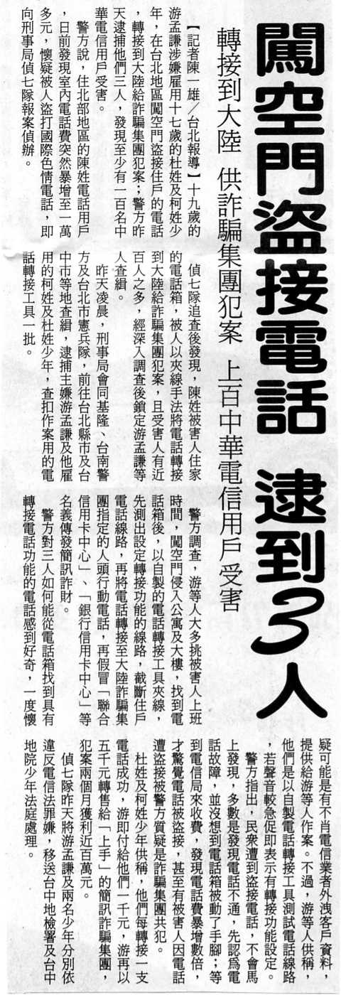 闖空門盜接電話 逮到3人
轉接到大陸 供詐騙集團犯案 上百中華電信用戶受害
【記者陳一雄／台北報導】十九歲的
游孟謙涉嫌雇用十七歲的杜姓及柯姓少
年，在台北地區闖空門盜接住戶的電話
，轉接到大陸給詐騙集團犯案；警方昨
天逮捕他們三人，發現至少有一百名中
華電信用戶受害。
警方說，住北部地區的陳姓電話用戶
，日前發現室內電話費突然暴增至一萬
多元，懷疑被人盜打國際色情電話，即
向刑事局偵七隊報案偵辦。
偵七隊追查後發現，陳姓被害人住家
的電話箱，被人以夾線手法將電話轉接
到大陸給詐騙集團犯案，且受害人有近
百人之多，經深入調查後鎖定游孟謙等
人查緝。
昨天凌晨，刑事局會同基隆、台南警
方及台北市憲兵隊，前往台北縣市及台
中市等地查緝，逮捕主嫌游孟謙及他雇
用的柯姓及杜姓少年，查扣作案用的電
話轉接工具一批。
警方調查，游等人大多挑被害人上班
時間，闖空門侵入公寓及大樓，找到電
話箱後，以自製的電話轉接工具夾線，
先測出設定轉接功能的線路，截斷住戶
電話線路，再將電話轉接至大陸詐騙集
團指定的人頭行動電話，再假冒「聯合
信用卡中心」、「銀行信用卡中心」等
名義傳發簡訊詐財。
警方對三人如何能從電話箱找到具有
轉接電話功能的電話感到好奇，一度懷
疑可能是有不肖電信業者外洩客戶資料，
提供給游等人作案。不過，游等人供稱，
他們是以自製電話轉接工具測試電話線路
，若聲音較急促即表示有轉接功能設定。
警方指出，民眾遭到盜接電話，不會馬
上發現，多數是發現電話不通，先認為電
話故障，並沒想到電話箱被動了手腳；等
到電信局來收費，發現電話費暴增數倍，
才驚覺電話被盜接，甚至有被害人因電話
遭盜接被警方質疑是詐騙集團共犯。
杜姓及柯姓少年供稱，他們每轉接一支
電話成功，游即付給他們一千元，游再以
五千元轉售給「上手」的簡訊詐騙集團，
犯案兩個月獲利近百萬元。
偵七隊昨天將游孟謙及兩名少年分別依
違反電信法罪嫌，移送台中地檢署及台中
地院少年法庭處理。